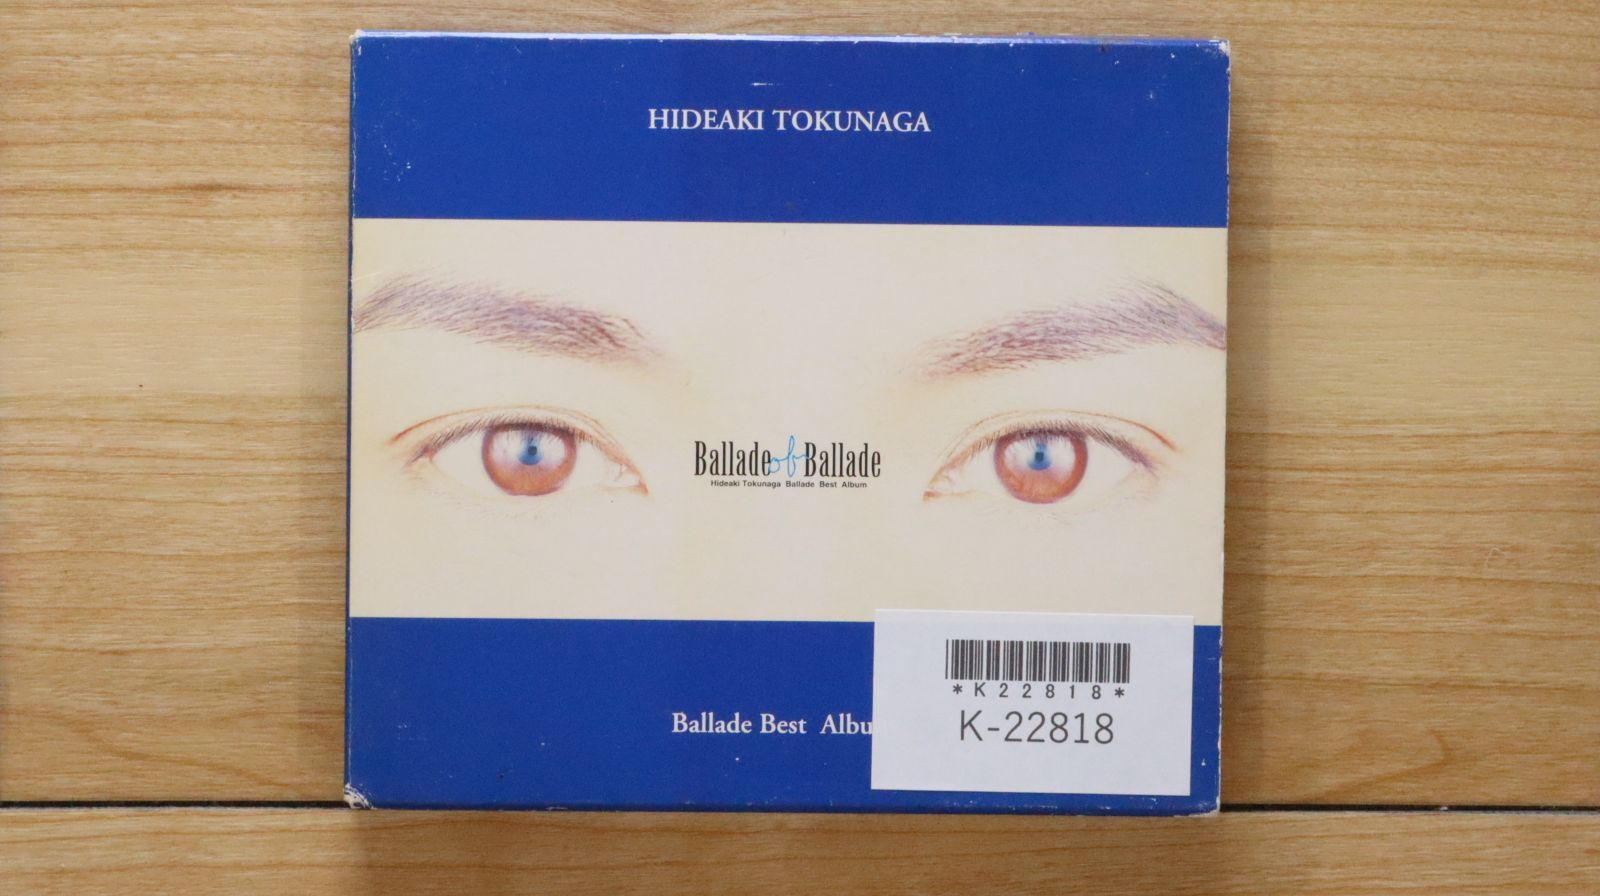 HIDEAKI TOKUNAGA
Ballade of Ballade
Hideaki Tokunaga Ballade Best Album
Ballade Best Albu
*K22818*
K-22818